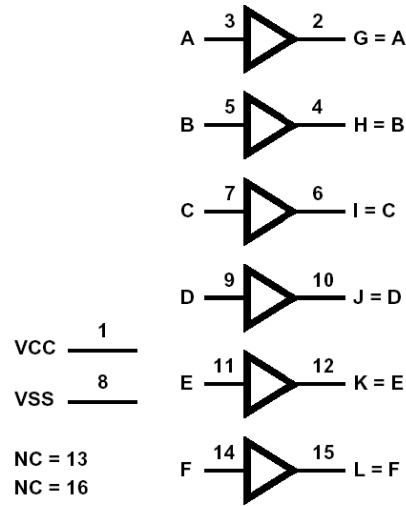 3 2
A G = A
5 4
B H = B
7 6
C I = C
9 10
D J = D
1
VCC
11 12
E K = E
8
VSS
14 15
F L = F
NC = 13
NC = 16